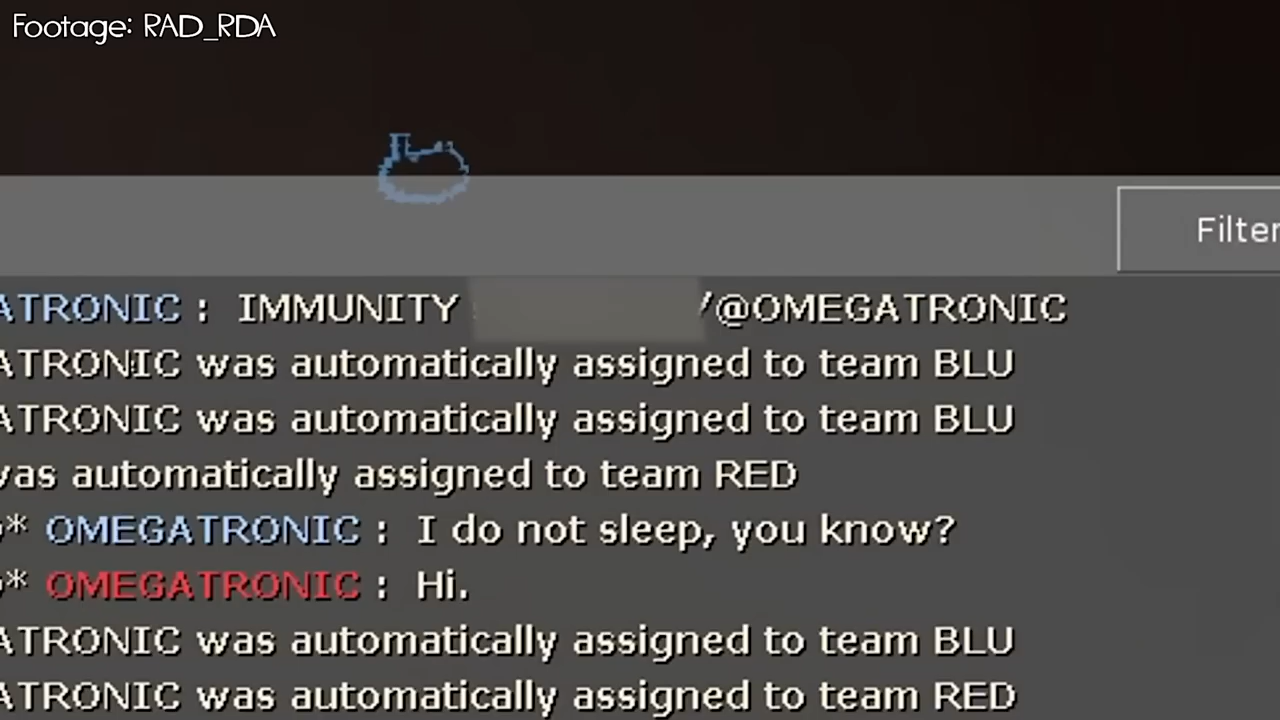 Footage: RAD_RDA
Filter
ATRONIC : IMMUNITY /@OMEGATRONIC
ATRONIC was automatically assigned to team BLU
ATRONIC was automatically assigned to team BLU
was automatically assigned to team RED
* OMEGATRONIC : I do not sleep, you know?
* OMEGATRONIC : Hi.
ATRONIC was automatically assigned to team BLU
ATRONIC was automatically assigned to team RED